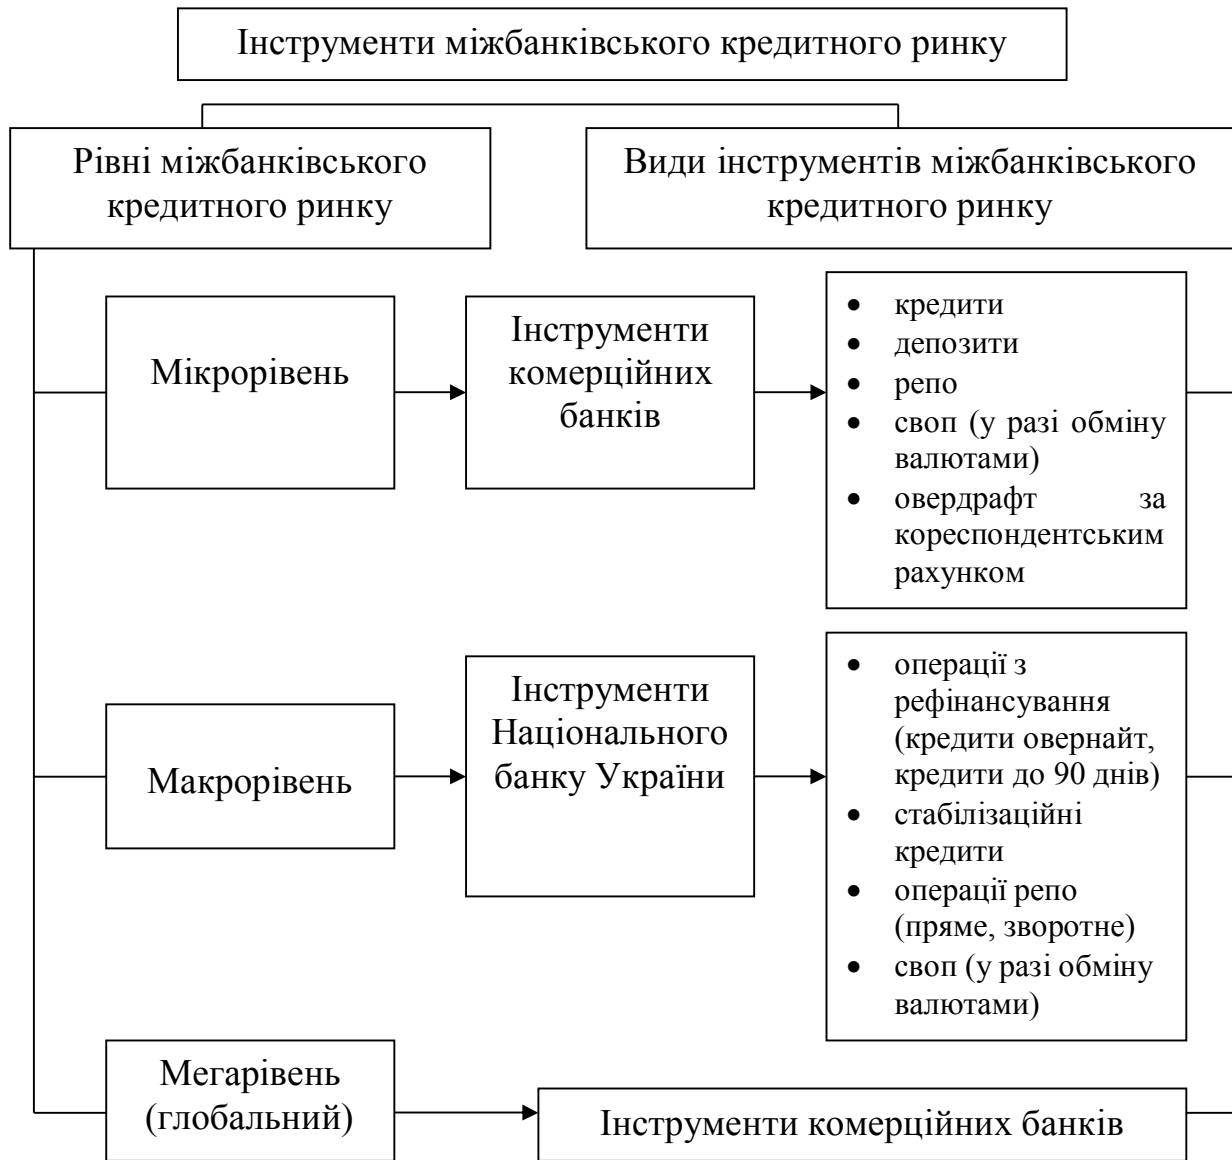 Інструменти міжбанківського кредитного ринку
Рівні міжбанківського
кредитного ринку
Види інструментів міжбанківського
кредитного ринку
Мікрорівень
Інструменти
комерційних
банків
• кредити
• депозити
• репо
• своп (у разі обміну
валютами)
• овердрафт за
кореспондентським
рахунком
Макрорівень
Інструменти
Національного
банку України
• операції з
рефінансування
(кредити овернайт,
кредити до 90 днів)
• стабілізаційні
кредити
• операції репо
(пряме, зворотне)
• своп (у разі обміну
валютами)
Мегарівень
(глобальний)
Інструменти комерційних банків